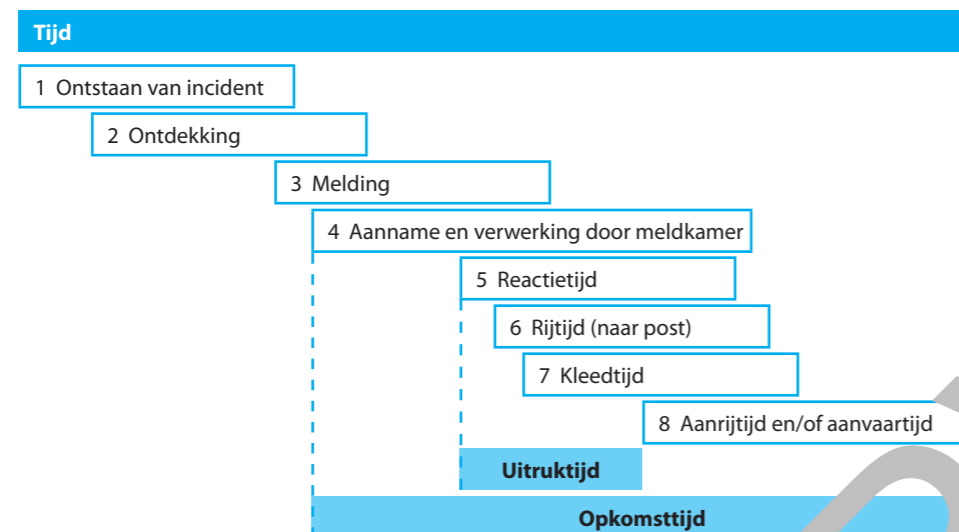 Tijd
1 Ontstaan van incident
2 Ontdekking
3 Melding
4 Aanname en verwerking door meldkamer
5 Reactietijd
6 Rijtijd (naar post)
7 Kleedtijd
8 Aanrijtijd en/of aanvaartijd
Uitruktijd
Opkomsttijd